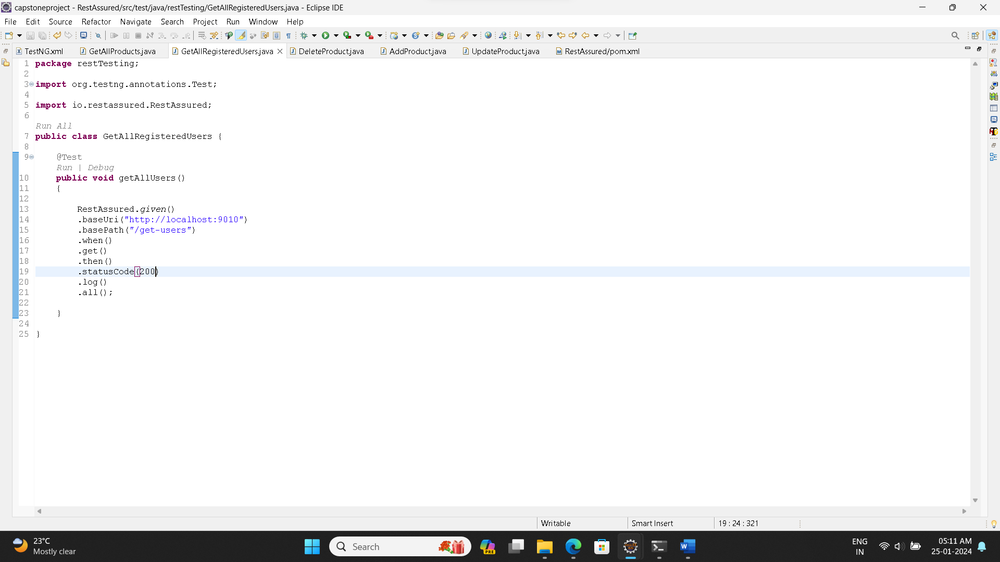 capstoneproject - RestAssured/src/test/java/restTesting/GetAllRegisteredUsers.java - Eclipse IDE
File Edit Source Refactor Navigate Search Project Run Window Help
TestNG.xml GetAllProducts.java GetAllRegisteredUsers.java DeleteProduct.java AddProduct.java UpdateProduct.java RestAssured/pom.xml
1 package restTesting;
2
3 import org.testng.annotations.Test;
4
5 import io.restassured.RestAssured;
6
Run All
7 public class GetAllRegisteredUsers {
8
9 @Test
Run | Debug
10 public void getAllUsers()
11 {
12
13 RestAssured.given()
14 .baseUri("http://localhost:9010")
15 .basePath("/get-users")
16 .when()
17 .get()
18 .then()
19 .statusCode(200)
20 .log()
21 .all();
22
23 }
24
25 }
Writable Smart Insert 19 : 24 : 321
23°C
Mostly clear
Search
PRE
ENG
IN
05:11 AM
25-01-2024